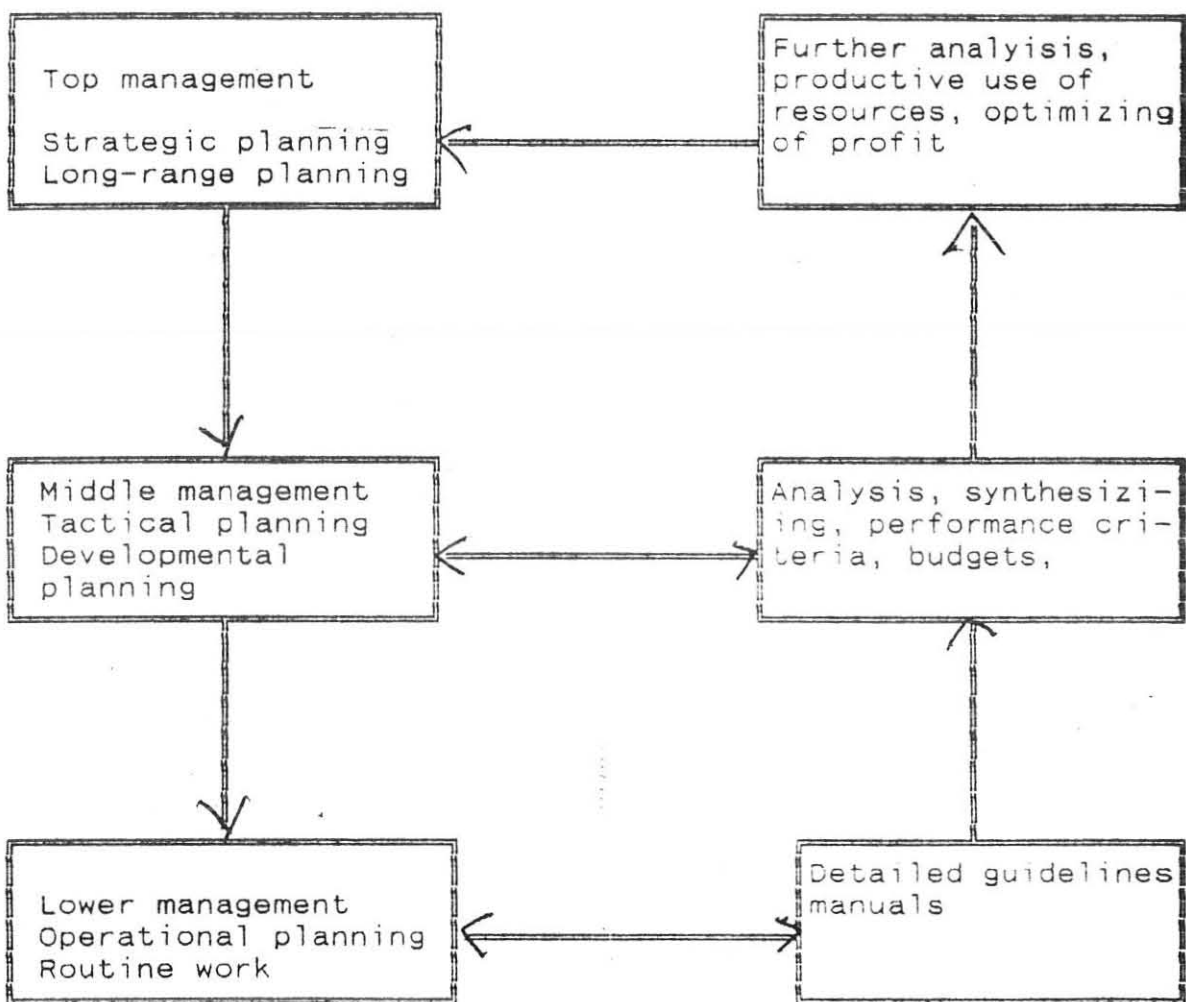 Top management
Strategic planning
Long-range planning
Further analyisis,
productive use of
resources, optimizing
of profit
Middle management
Tactical planning
Developmental
planning
Analysis, synthesizi-
ing, performance cri-
teria, budgets,
Lower management
Operational planning
Routine work
Detailed guidelines
manuals